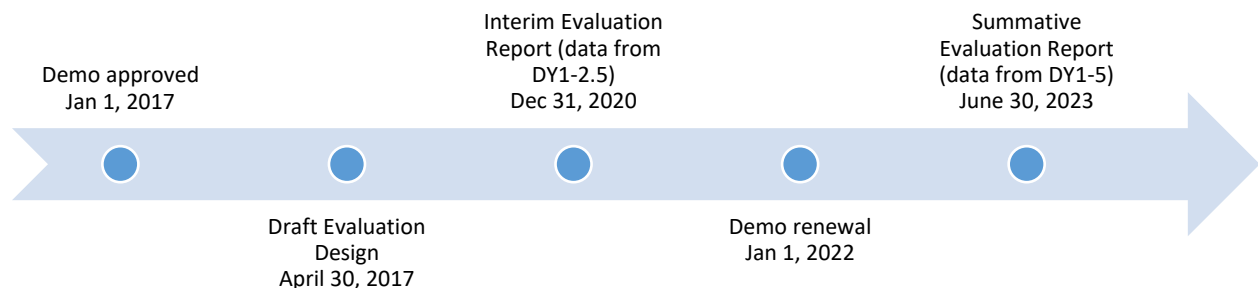 Demo approved
Jan 1, 2017
Draft Evaluation
Design
April 30, 2017
Interim Evaluation
Report (data from
DY1-2.5)
Dec 31, 2020
Demo renewal
Jan 1, 2022
Summative
Evaluation Report
(data from DY1-5)
June 30, 2023